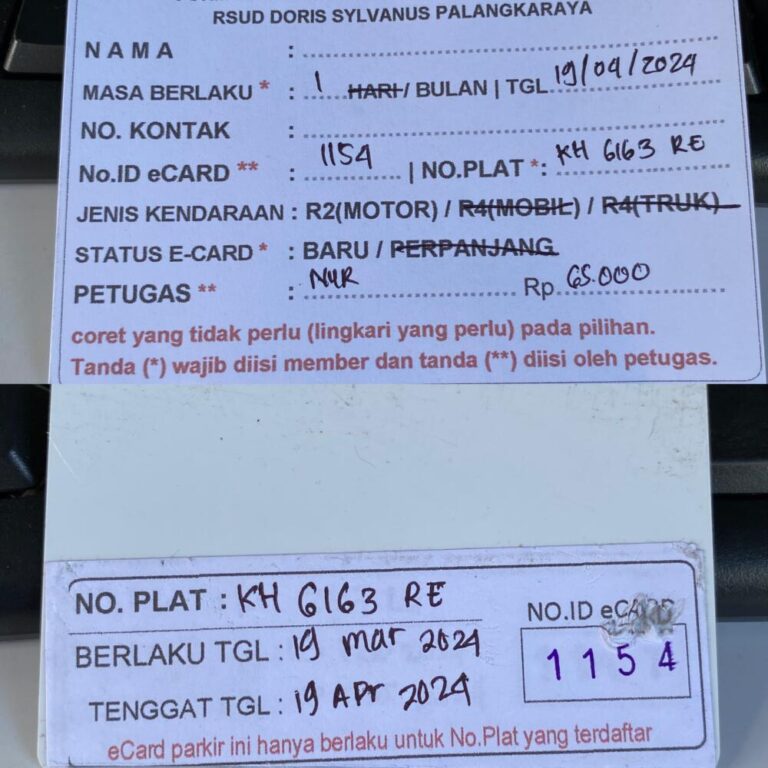 RSUD DORIS SYLVANUS PALANGKARAYA
NAMA :
MASA BERLAKU * : 1 HARI / BULAN | TGL 19/04/2024
NO. KONTAK :
No.ID eCARD ** : 1154 | NO.PLAT *: KH 6163 RE
JENIS KENDARAAN : R2(MOTOR) / R4(MOBIL) / R4(TRUK)
STATUS E-CARD * : BARU / PERPANJANG
PETUGAS ** : NUR Rp. 65.000
coret yang tidak perlu (lingkari yang perlu) pada pilihan.
Tanda (*) wajib diisi member dan tanda (**) diisi oleh petugas.
NO. PLAT : KH 6163 RE
BERLAKU TGL : 19 mar 2024
TENGGAT TGL : 19 APr 2024
NO.ID eCARD
1154
eCard parkir ini hanya berlaku untuk No.Plat yang terdaftar